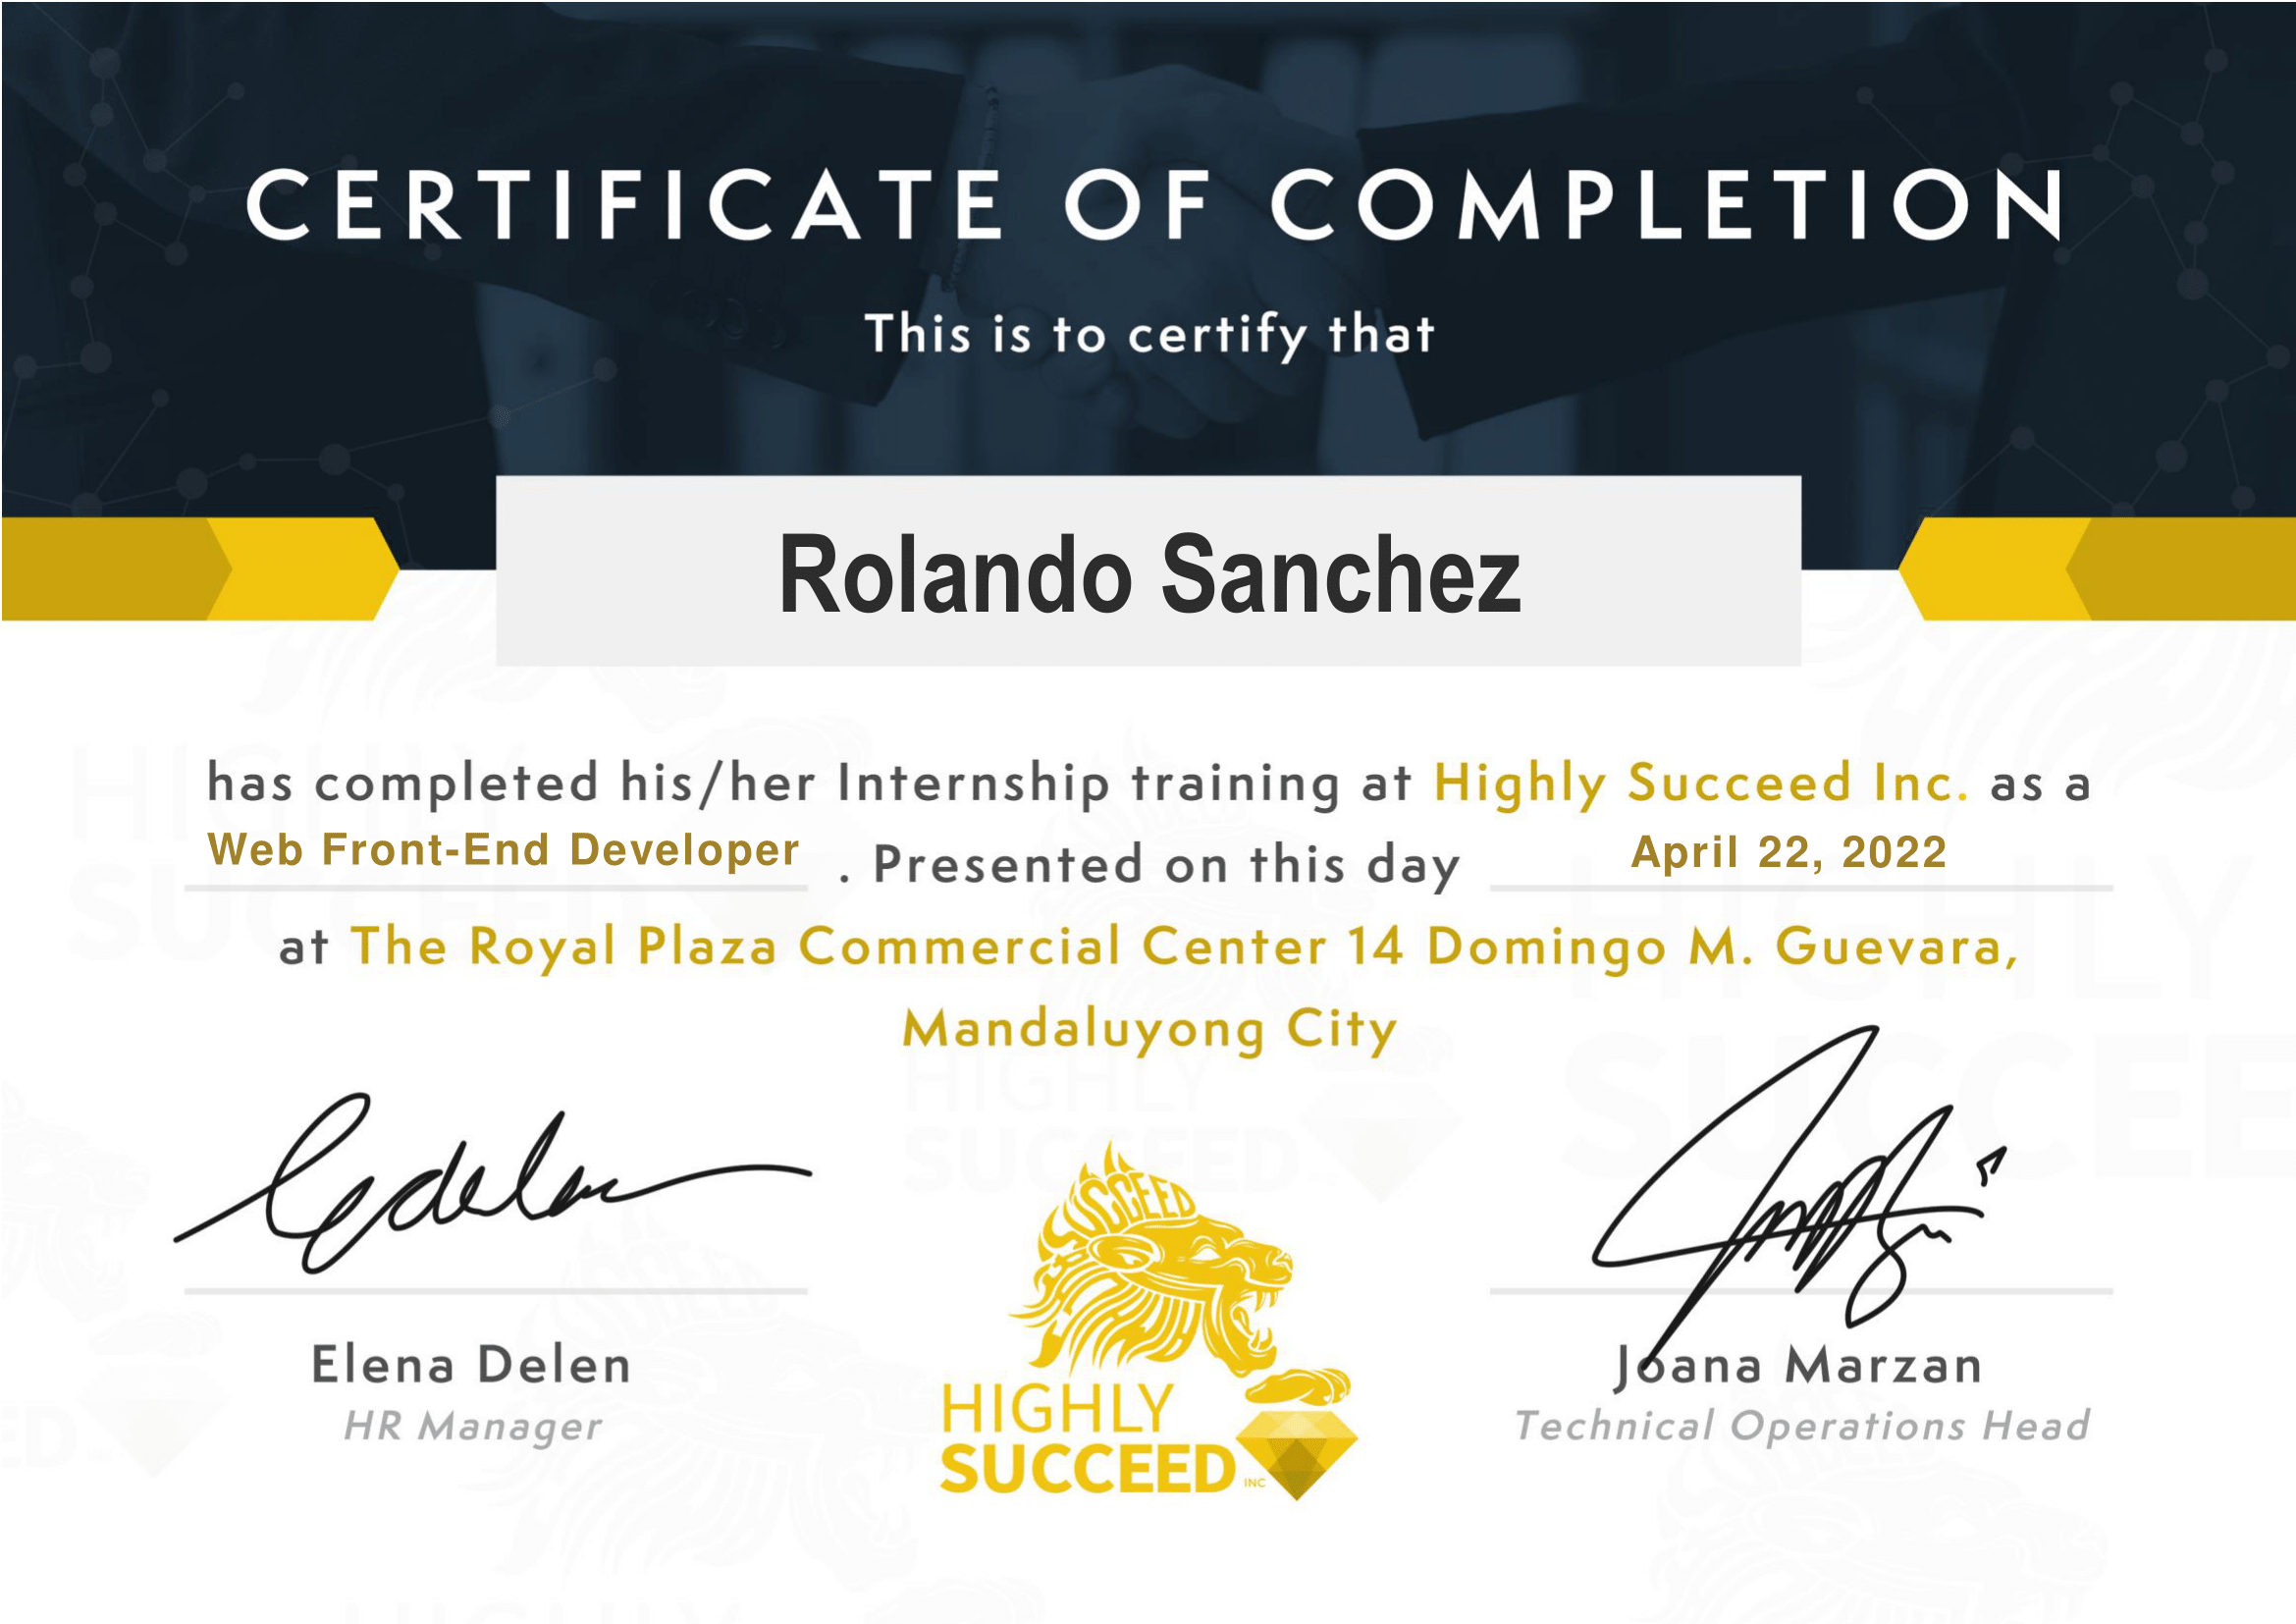 CERTIFICATE OF COMPLETION
This is to certify that
Rolando Sanchez
has completed his/her Internship training at Highly Succeed Inc. as a
Web Front-End Developer . Presented on this day April 22, 2022
at The Royal Plaza Commercial Center 14 Domingo M. Guevara,
Mandaluyong City
Elena Delen
HR Manager
SUCCEED
HIGHLY
SUCCEED INC
Joana Marzan
Technical Operations Head